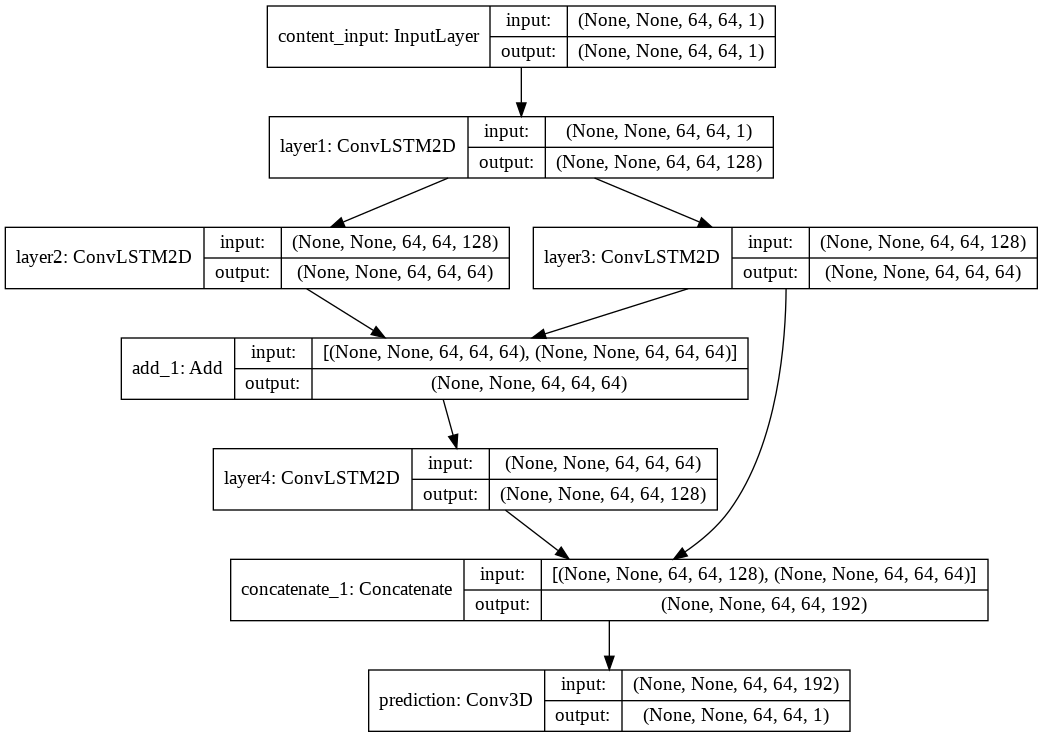 content_input: InputLayer
input:
(None, None, 64, 64, 1)
output:
(None, None, 64, 64, 1)
layer1: ConvLSTM2D
input:
(None, None, 64, 64, 1)
output:
(None, None, 64, 64, 128)
layer2: ConvLSTM2D
input:
(None, None, 64, 64, 128)
output:
(None, None, 64, 64, 64)
layer3: ConvLSTM2D
input:
(None, None, 64, 64, 128)
output:
(None, None, 64, 64, 64)
add_1: Add
input:
[(None, None, 64, 64, 64), (None, None, 64, 64, 64)]
output:
(None, None, 64, 64, 64)
layer4: ConvLSTM2D
input:
(None, None, 64, 64, 64)
output:
(None, None, 64, 64, 128)
concatenate_1: Concatenate
input:
[(None, None, 64, 64, 128), (None, None, 64, 64, 64)]
output:
(None, None, 64, 64, 192)
prediction: Conv3D
input:
(None, None, 64, 64, 192)
output:
(None, None, 64, 64, 1)